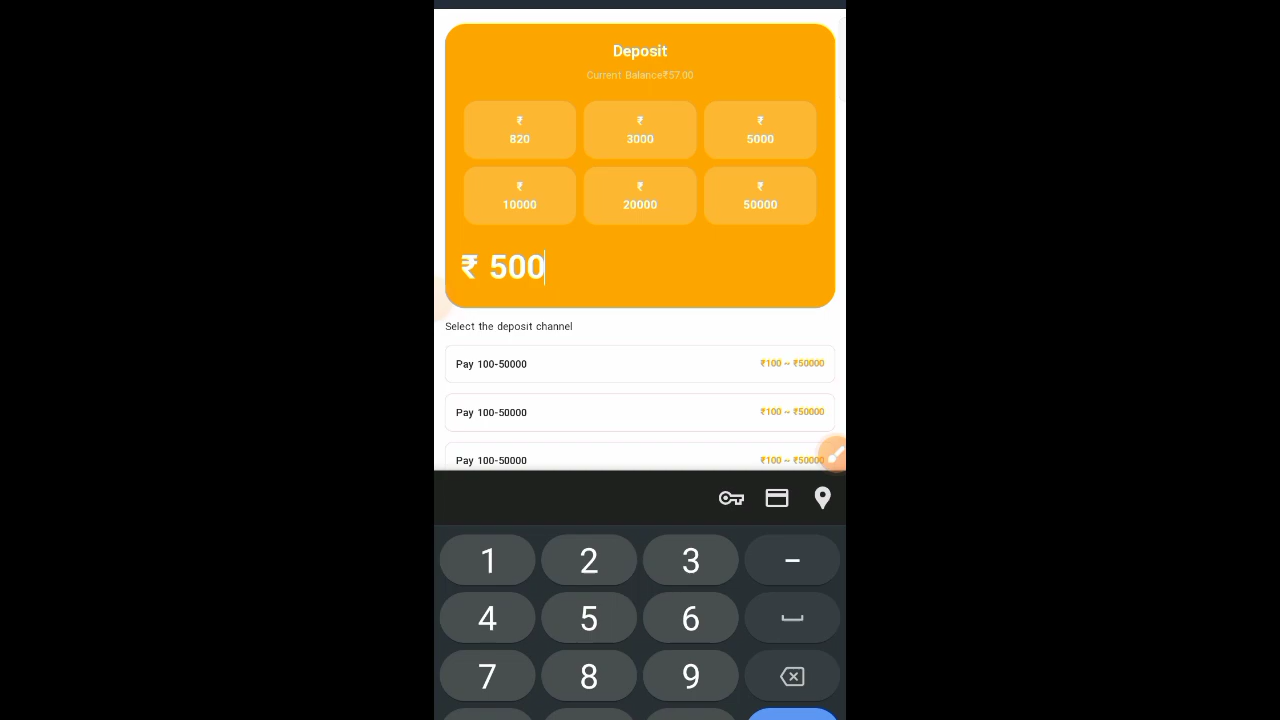 Deposit
Current Balance₹57.00
₹
820
₹
3000
₹
5000
₹
10000
₹
20000
₹
50000
₹ 500
Select the deposit channel
Pay 100-50000 ₹100 ~ ₹50000
Pay 100-50000 ₹100 ~ ₹50000
Pay 100-50000 ₹100 ~ ₹50000
1 2 3 -
4 5 6
7 8 9